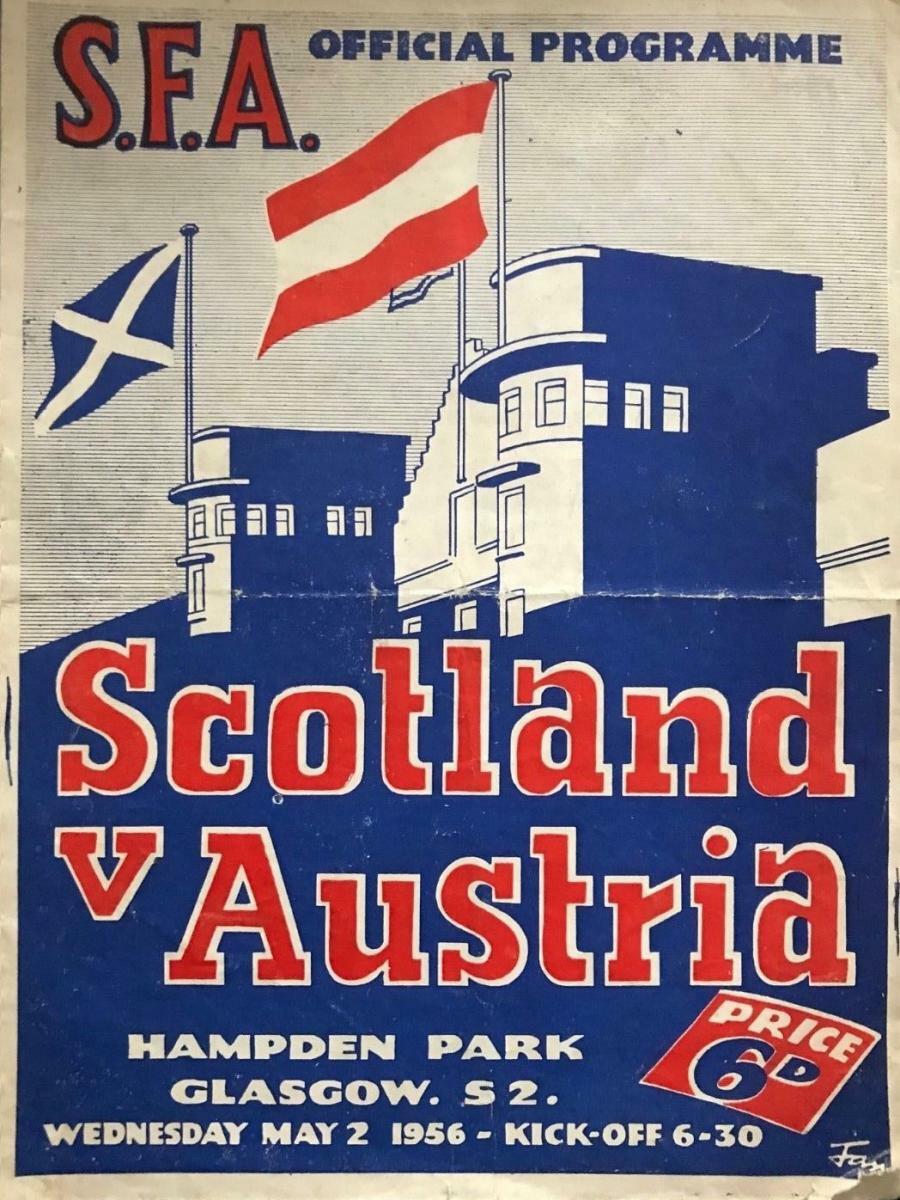 S.F.A.
OFFICIAL PROGRAMME
Scotland
v Austria
PRICE
6D
HAMPDEN PARK
GLASGOW. S2.
WEDNESDAY MAY 2 1956 - KICK-OFF 6-30